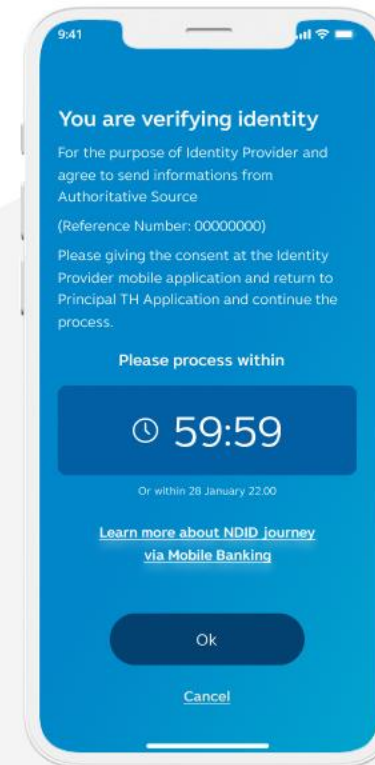 9:41
You are verifying identity
For the purpose of Identity Provider and
agree to send informations from
Authoritative Source
(Reference Number: 00000000)
Please giving the consent at the Identity
Provider mobile application and return to
Principal TH Application and continue the
process.
Please process within
59:59
Or within 28 January 22.00
Learn more about NDID journey
via Mobile Banking
Ok
Cancel